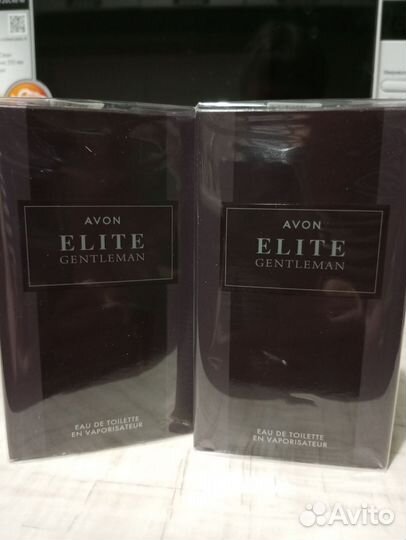 AVON
ELITE
GENTLEMAN
EAU DE TOILETTE
EN VAPORISATEUR
AVON
ELITE
GENTLEMAN
EAU DE TOILETTE
EN VAPORISATEUR
Avito